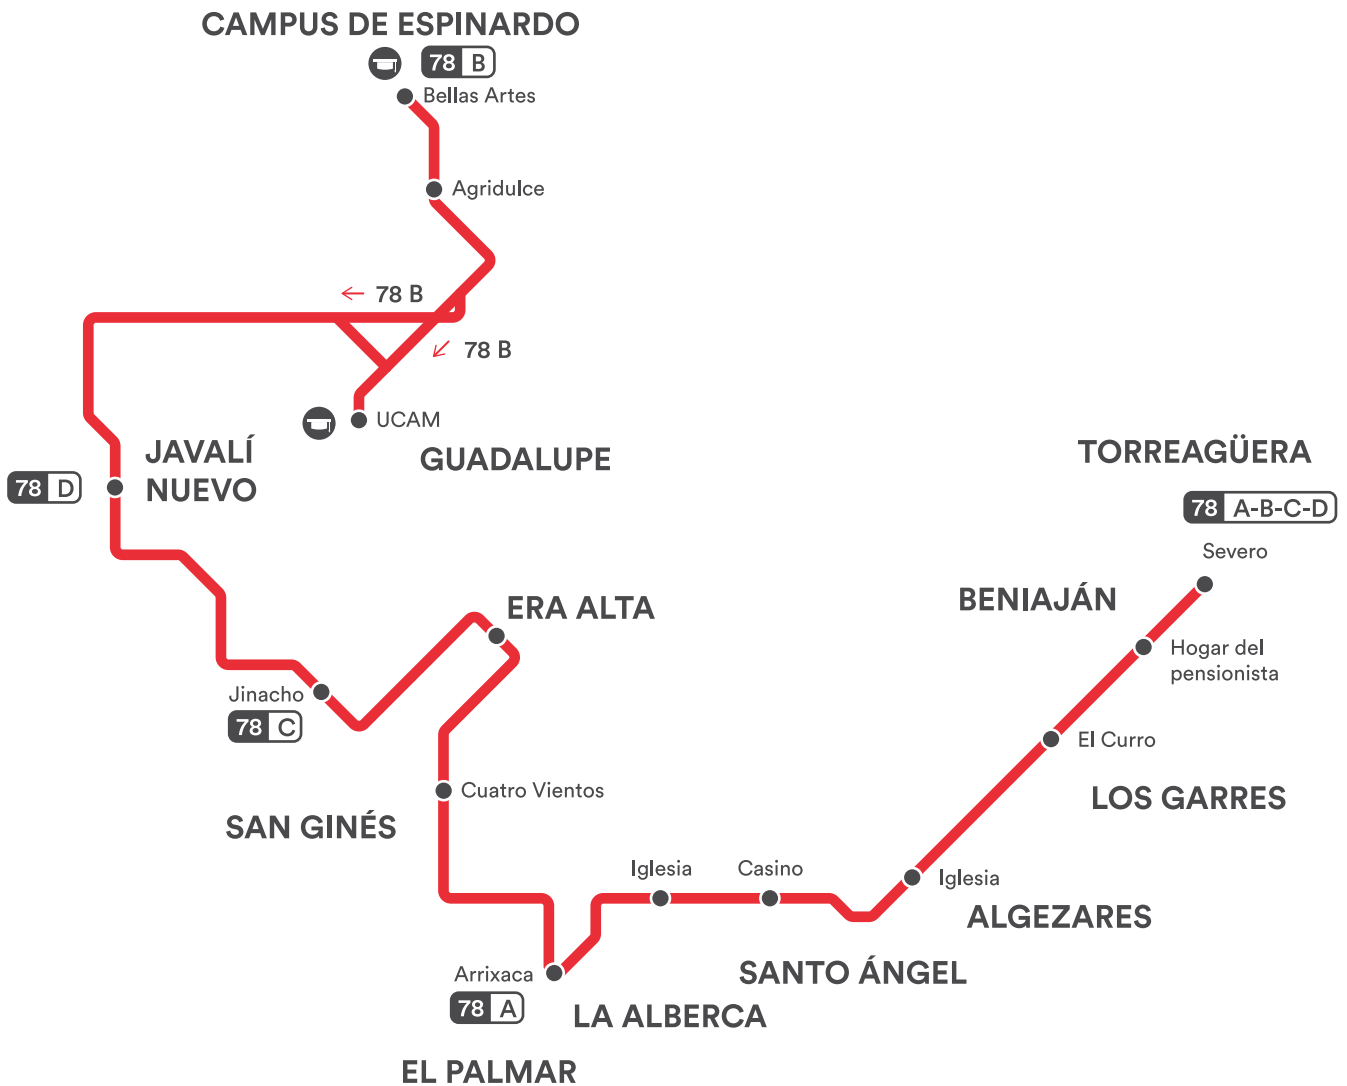 CAMPUS DE ESPINARDO
78 B
Bellas Artes
Agridulce
← 78 B
↙ 78 B
UCAM
GUADALUPE
JAVALÍ
NUEVO
78 D
TORREAGÜERA
78 A-B-C-D
Severo
BENIAJÁN
Hogar del
pensionista
ERA ALTA
Jinacho
78 C
El Curro
LOS GARRES
Cuatro Vientos
SAN GINÉS
Iglesia
Casino
Iglesia
ALGEZARES
SANTO ÁNGEL
Arrixaca
78 A
LA ALBERCA
EL PALMAR